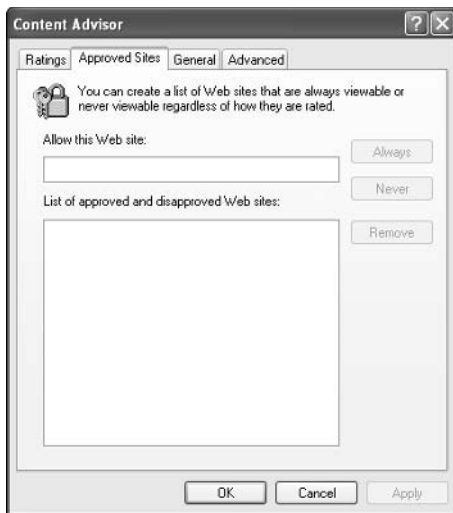 Content Advisor
Ratings Approved Sites General Advanced
You can create a list of Web sites that are always viewable or
never viewable regardless of how they are rated.
Allow this Web site:
Always
Never
List of approved and disapproved Web sites:
Remove
OK Cancel Apply